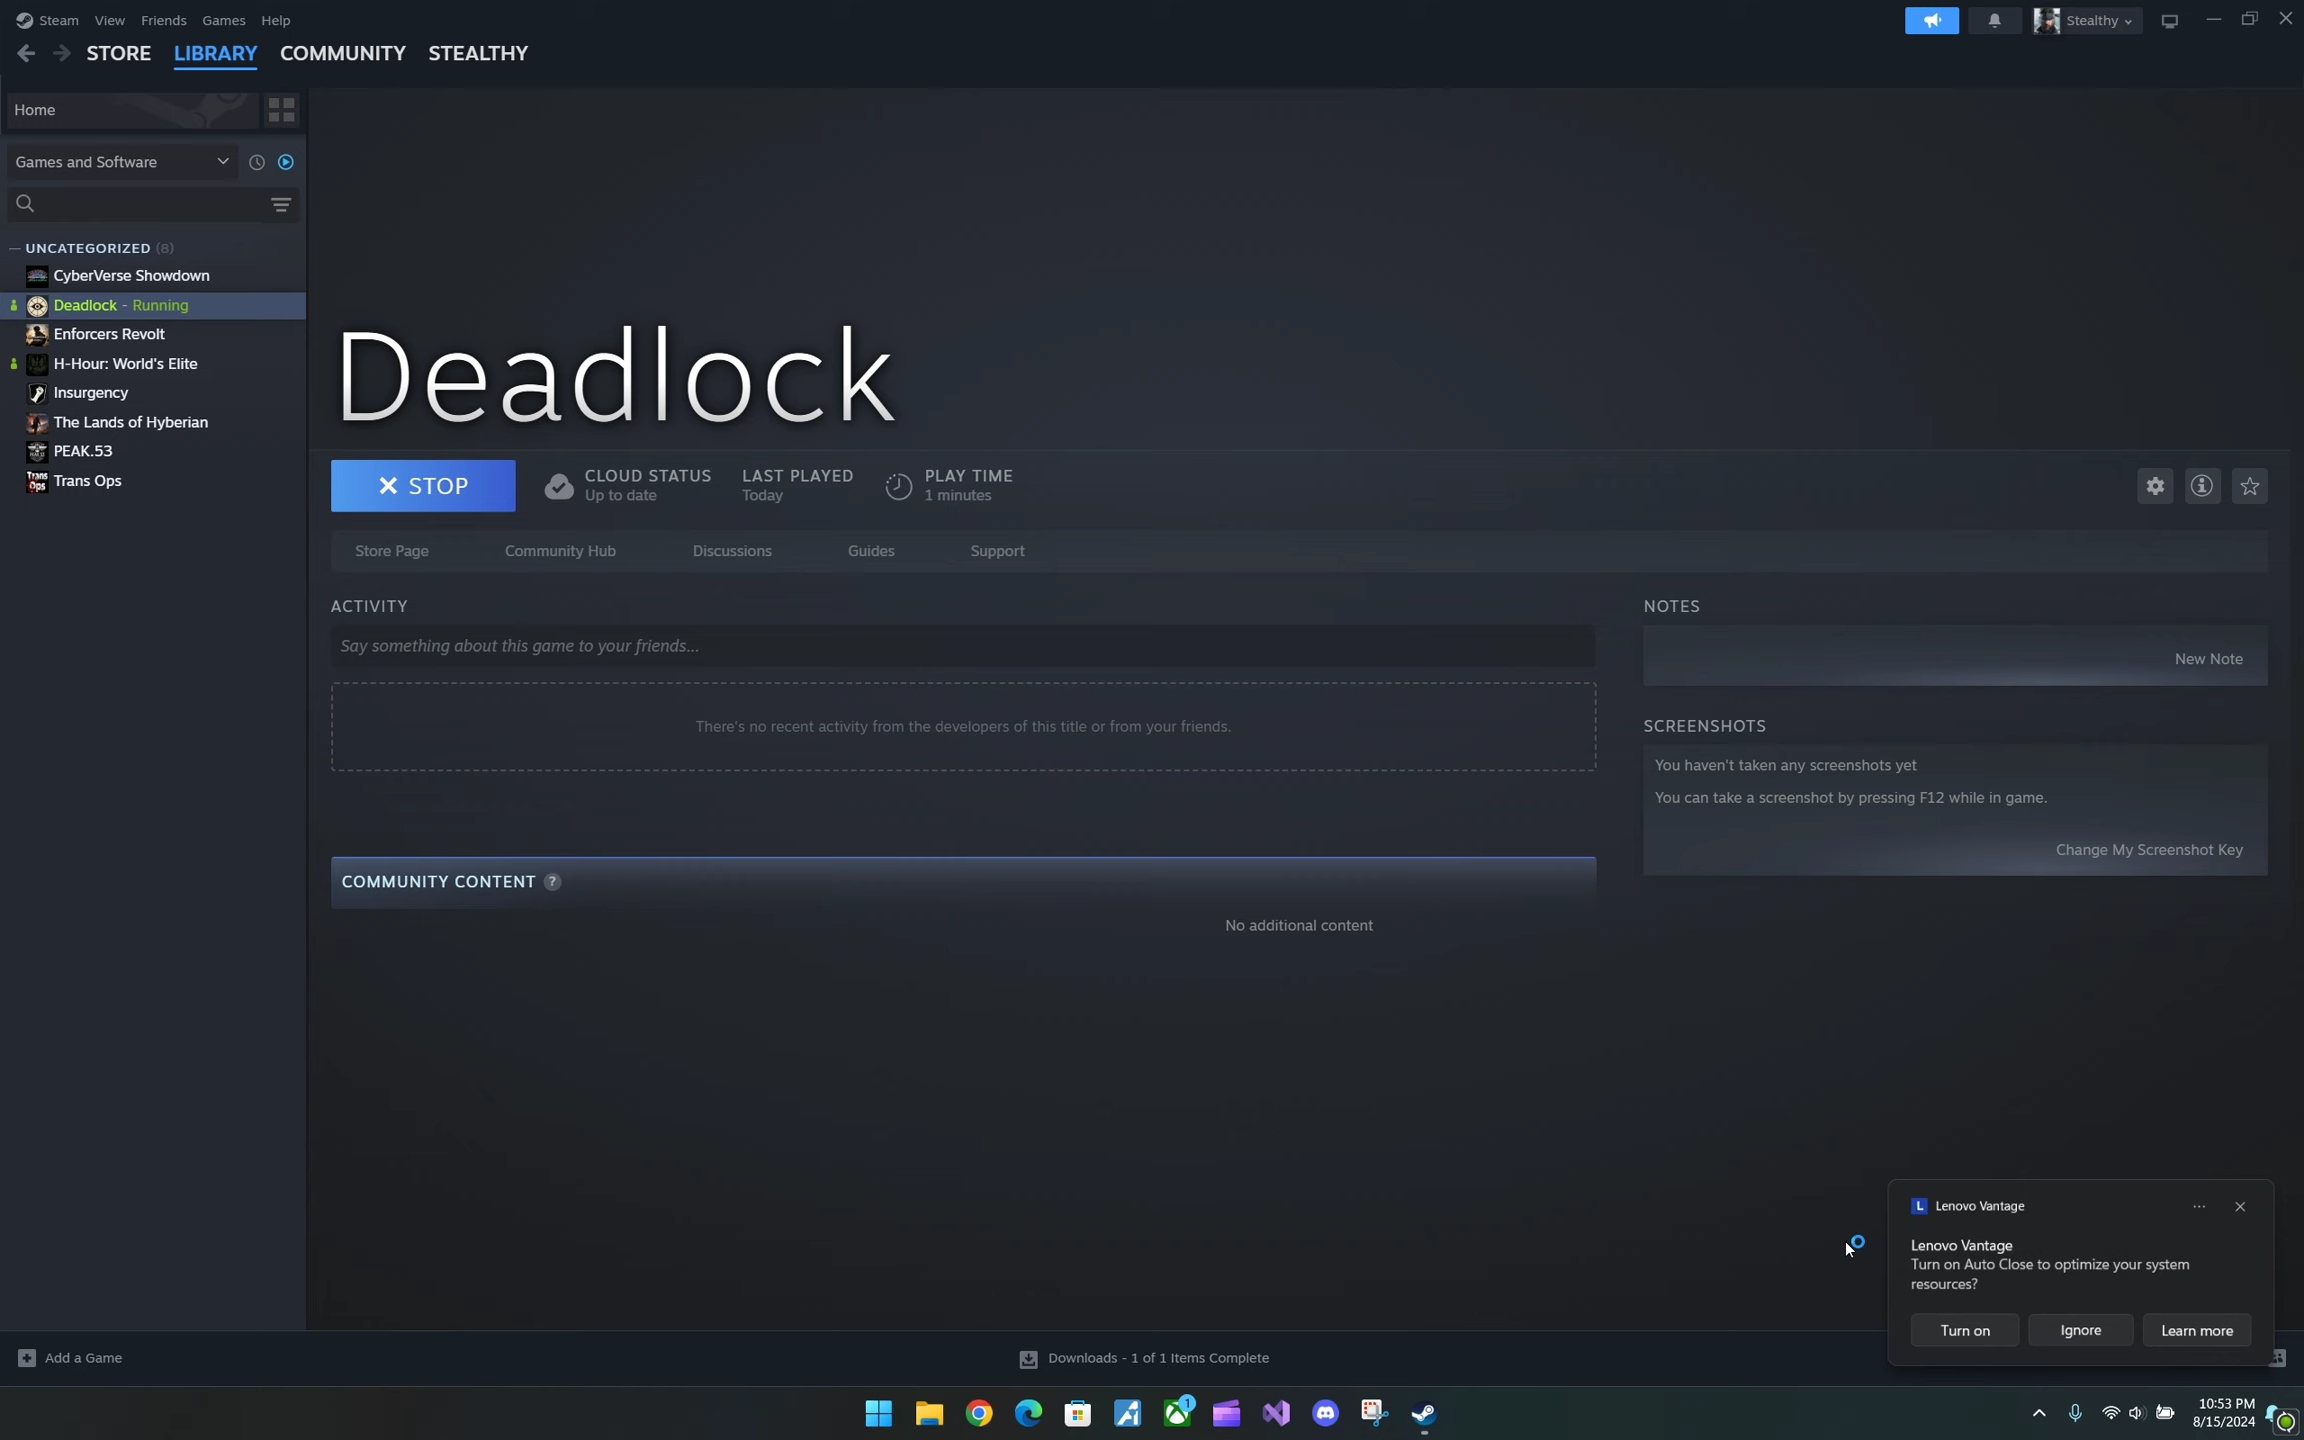 Steam View Friends Games Help
Stealthy
STORE LIBRARY COMMUNITY STEALTHY
Home
Games and Software
— UNCATEGORIZED (8)
CyberVerse Showdown
Deadlock - Running
Enforcers Revolt
H-Hour: World's Elite
Insurgency
The Lands of Hyberian
PEAK.53
Trans Ops
Deadlock
STOP
CLOUD STATUS
Up to date
LAST PLAYED
Today
PLAY TIME
1 minutes
Store Page Community Hub Discussions Guides Support
ACTIVITY
Say something about this game to your friends...
There's no recent activity from the developers of this title or from your friends.
NOTES
New Note
SCREENSHOTS
You haven't taken any screenshots yet
You can take a screenshot by pressing F12 while in game.
Change My Screenshot Key
COMMUNITY CONTENT ?
No additional content
L Lenovo Vantage
Lenovo Vantage
Turn on Auto Close to optimize your system
resources?
Turn on Ignore Learn more
Add a Game
Downloads - 1 of 1 Items Complete
1
10:53 PM
8/15/2024